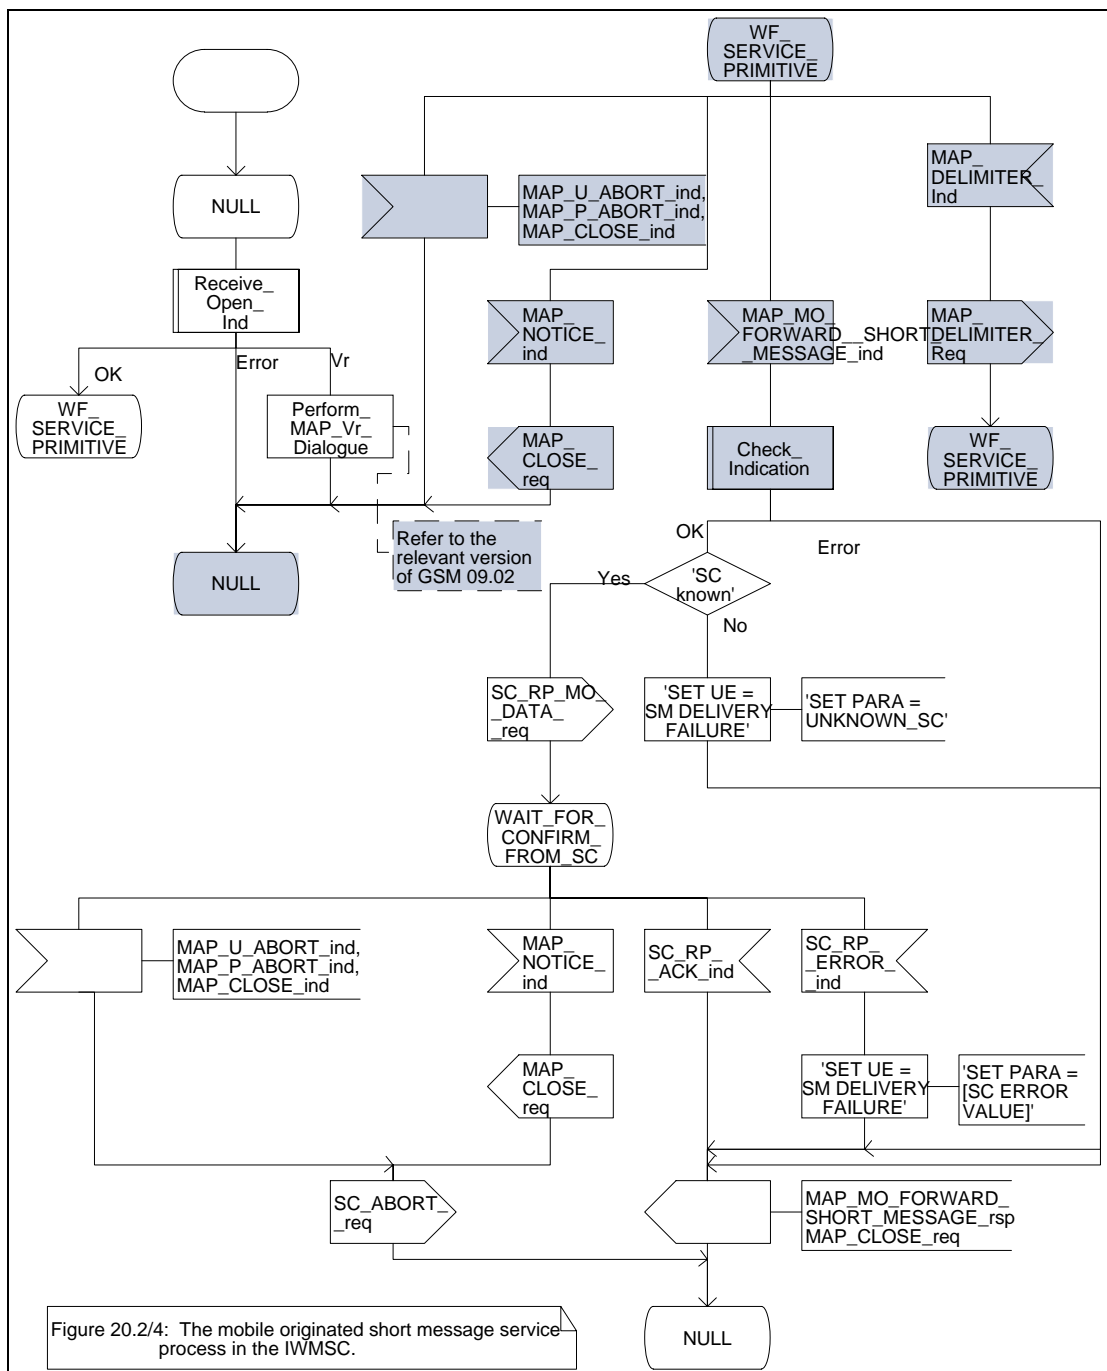 WF_
SERVICE_
PRIMITIVE
NULL
MAP_U_ABORT_ind,
MAP_P_ABORT_ind,
MAP_CLOSE_ind
MAP_
DELIMITER_
Ind
Receive_
Open_
Ind
MAP_
NOTICE_
ind
MAP_MO_
FORWARD__SHORT_
_MESSAGE_ind
MAP_
DELIMITER_
Req
OK
Error
Vr
WF_
SERVICE_
PRIMITIVE
Perform_
MAP_Vr_
Dialogue
MAP_
CLOSE_
req
Check_
Indication
WF_
SERVICE_
PRIMITIVE
NULL
Refer to the
relevant version
of GSM 09.02
OK
Error
Yes
'SC
known'
No
SC_RP_MO_
_DATA_
_req
'SET UE =
SM DELIVERY
FAILURE'
'SET PARA =
UNKNOWN_SC'
WAIT_FOR_
CONFIRM_
FROM_SC
MAP_U_ABORT_ind,
MAP_P_ABORT_ind,
MAP_CLOSE_ind
MAP_
NOTICE_
ind
SC_RP_
_ACK_ind
SC_RP_
_ERROR_
_ind
MAP_
CLOSE_
req
'SET UE =
SM DELIVERY
FAILURE'
'SET PARA =
[SC ERROR
VALUE]'
SC_ABORT_
_req
MAP_MO_FORWARD_
SHORT_MESSAGE_rsp
MAP_CLOSE_req
NULL
Figure 20.2/4: The mobile originated short message service
process in the IWMSC.